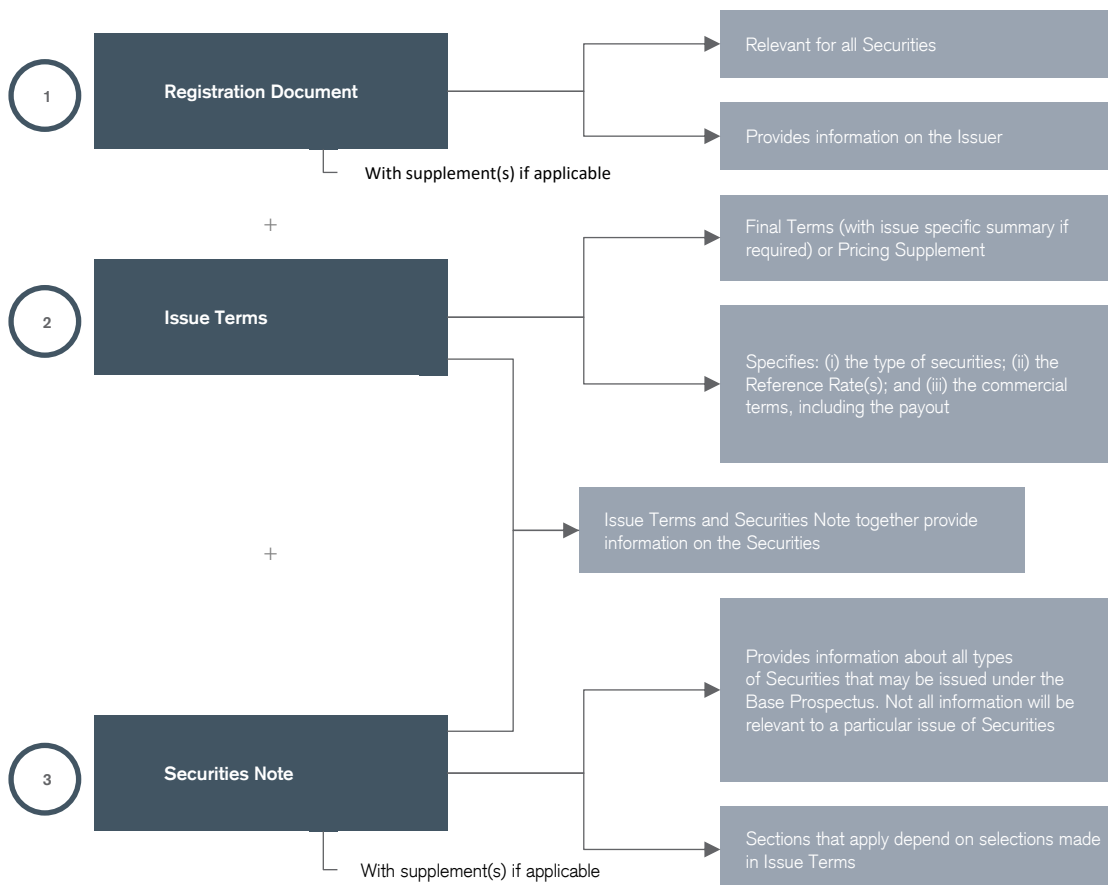 1
Registration Document
Relevant for all Securities
Provides information on the Issuer
With supplement(s) if applicable
+
2
Issue Terms
Final Terms (with issue specific summary if
required) or Pricing Supplement
Specifies: (i) the type of securities; (ii) the
Reference Rate(s); and (iii) the commercial
terms, including the payout
Issue Terms and Securities Note together provide
information on the Securities
+
3
Securities Note
Provides information about all types
of Securities that may be issued under the
Base Prospectus. Not all information will be
relevant to a particular issue of Securities
Sections that apply depend on selections made
in Issue Terms
With supplement(s) if applicable